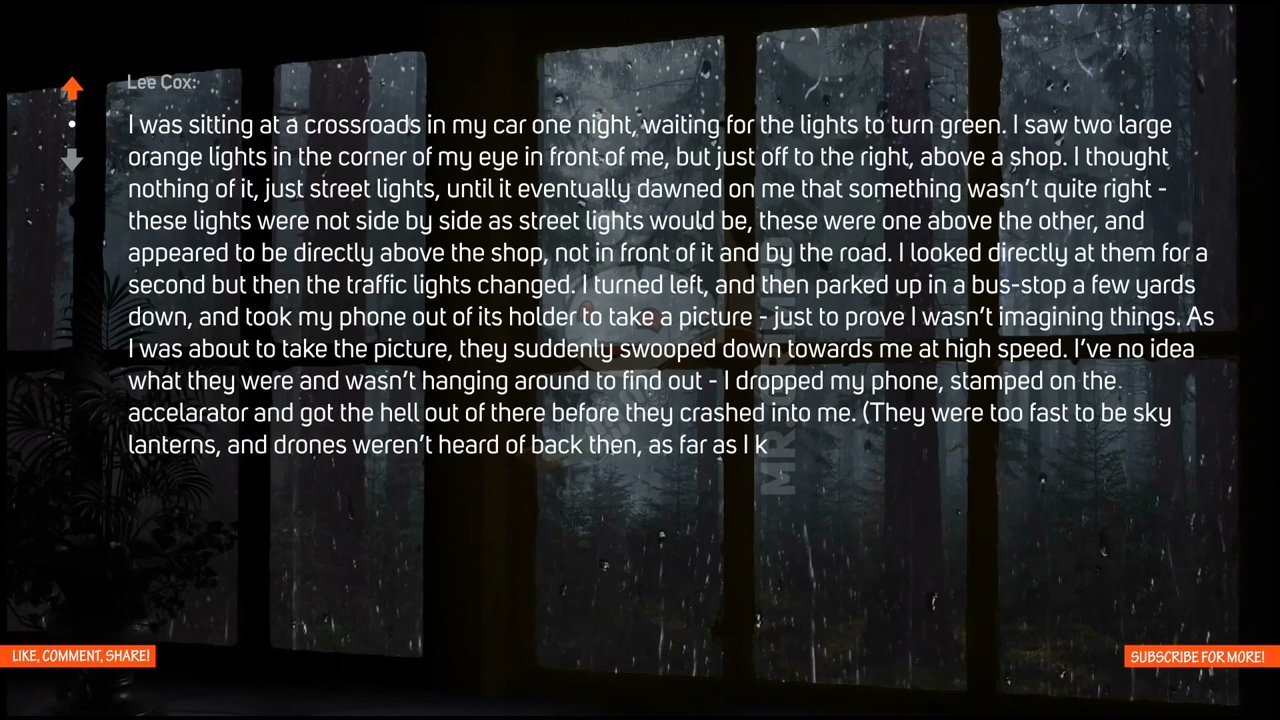 Lee Cox:
I was sitting at a crossroads in my car one night, waiting for the lights to turn green. I saw two large
orange lights in the corner of my eye in front of me, but just off to the right, above a shop. I thought
nothing of it, just street lights, until it eventually dawned on me that something wasn't quite right -
these lights were not side by side as street lights would be, these were one above the other, and
appeared to be directly above the shop, not in front of it and by the road. I looked directly at them for a
second but then the traffic lights changed. I turned left, and then parked up in a bus-stop a few yards
down, and took my phone out of its holder to take a picture - just to prove I wasn't imagining things. As
I was about to take the picture, they suddenly swooped down towards me at high speed. I've no idea
what they were and wasn't hanging around to find out - I dropped my phone, stamped on the
accelarator and got the hell out of there before they crashed into me. (They were too fast to be sky
lanterns, and drones weren't heard of back then, as far as I k
LIKE, COMMENT, SHARE!
SUBSCRIBE FOR MORE!